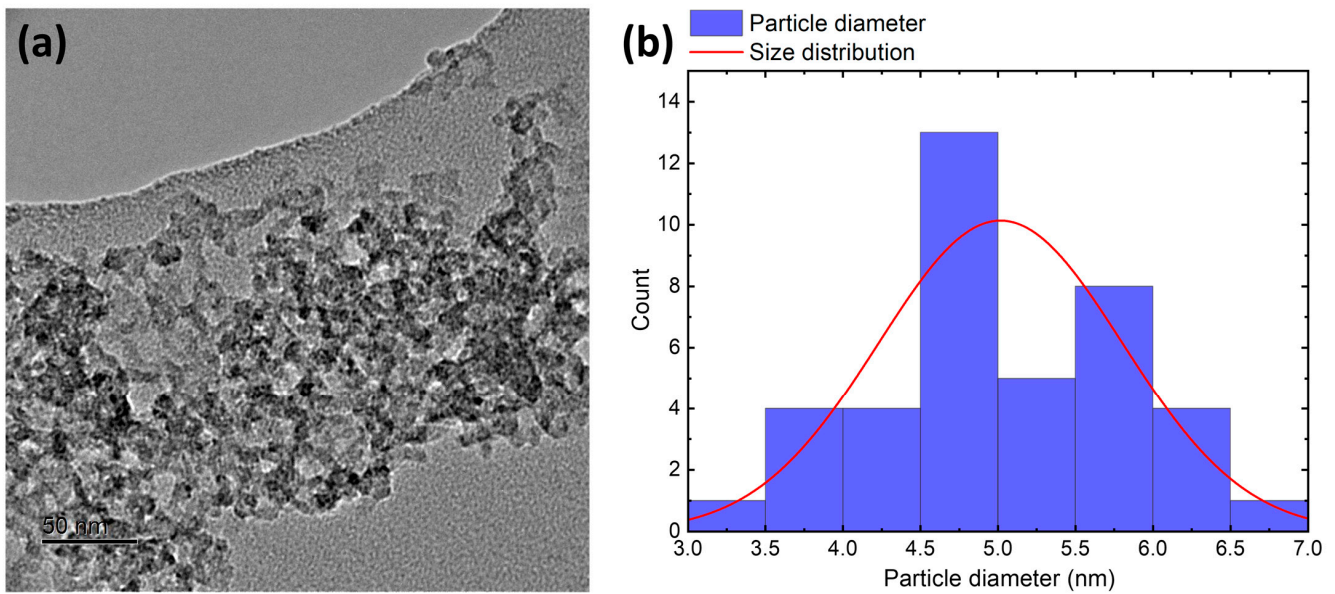 (a)
50 nm
(b)
Particle diameter
Size distribution
14
12
10
8
6
4
2
0
Count
3.0 3.5 4.0 4.5 5.0 5.5 6.0 6.5 7.0
Particle diameter (nm)